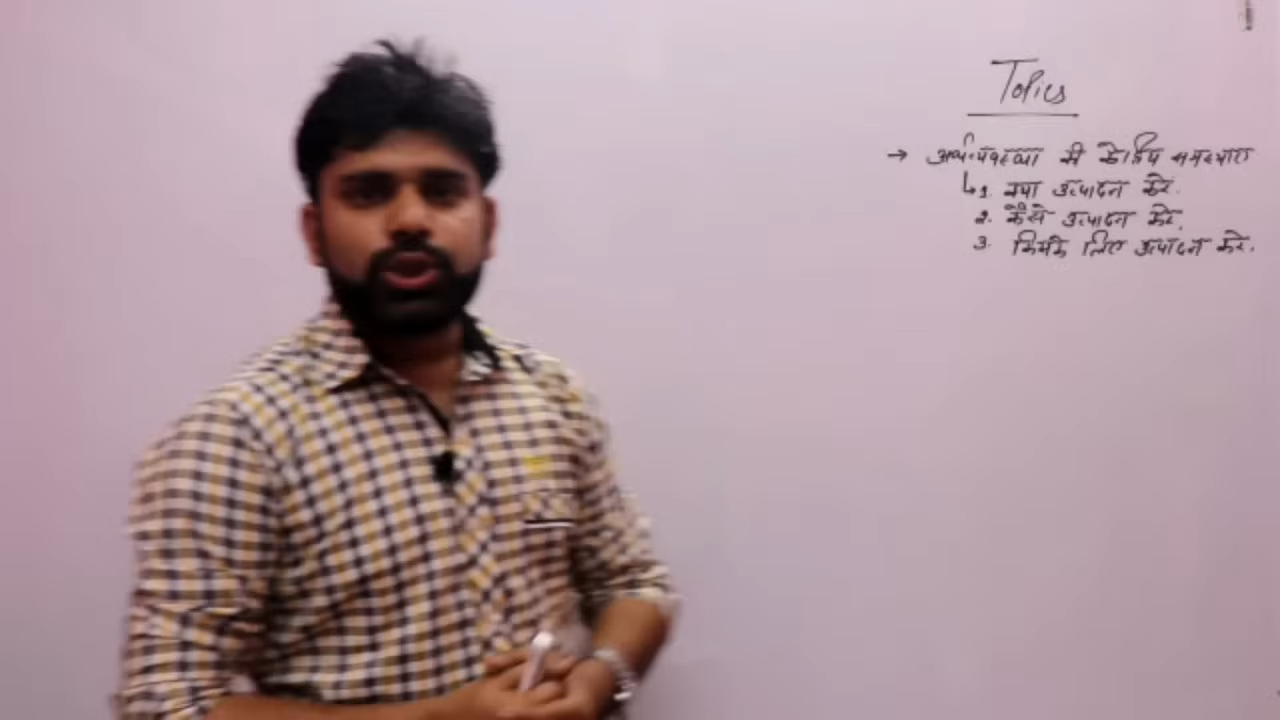 Topics
→ अर्थव्यवस्था की केन्द्रीय समस्याएं
↳ 1. क्या उत्पादन करें.
2. कैसे उत्पादन करें.
3. किसके लिए उत्पादन करें.